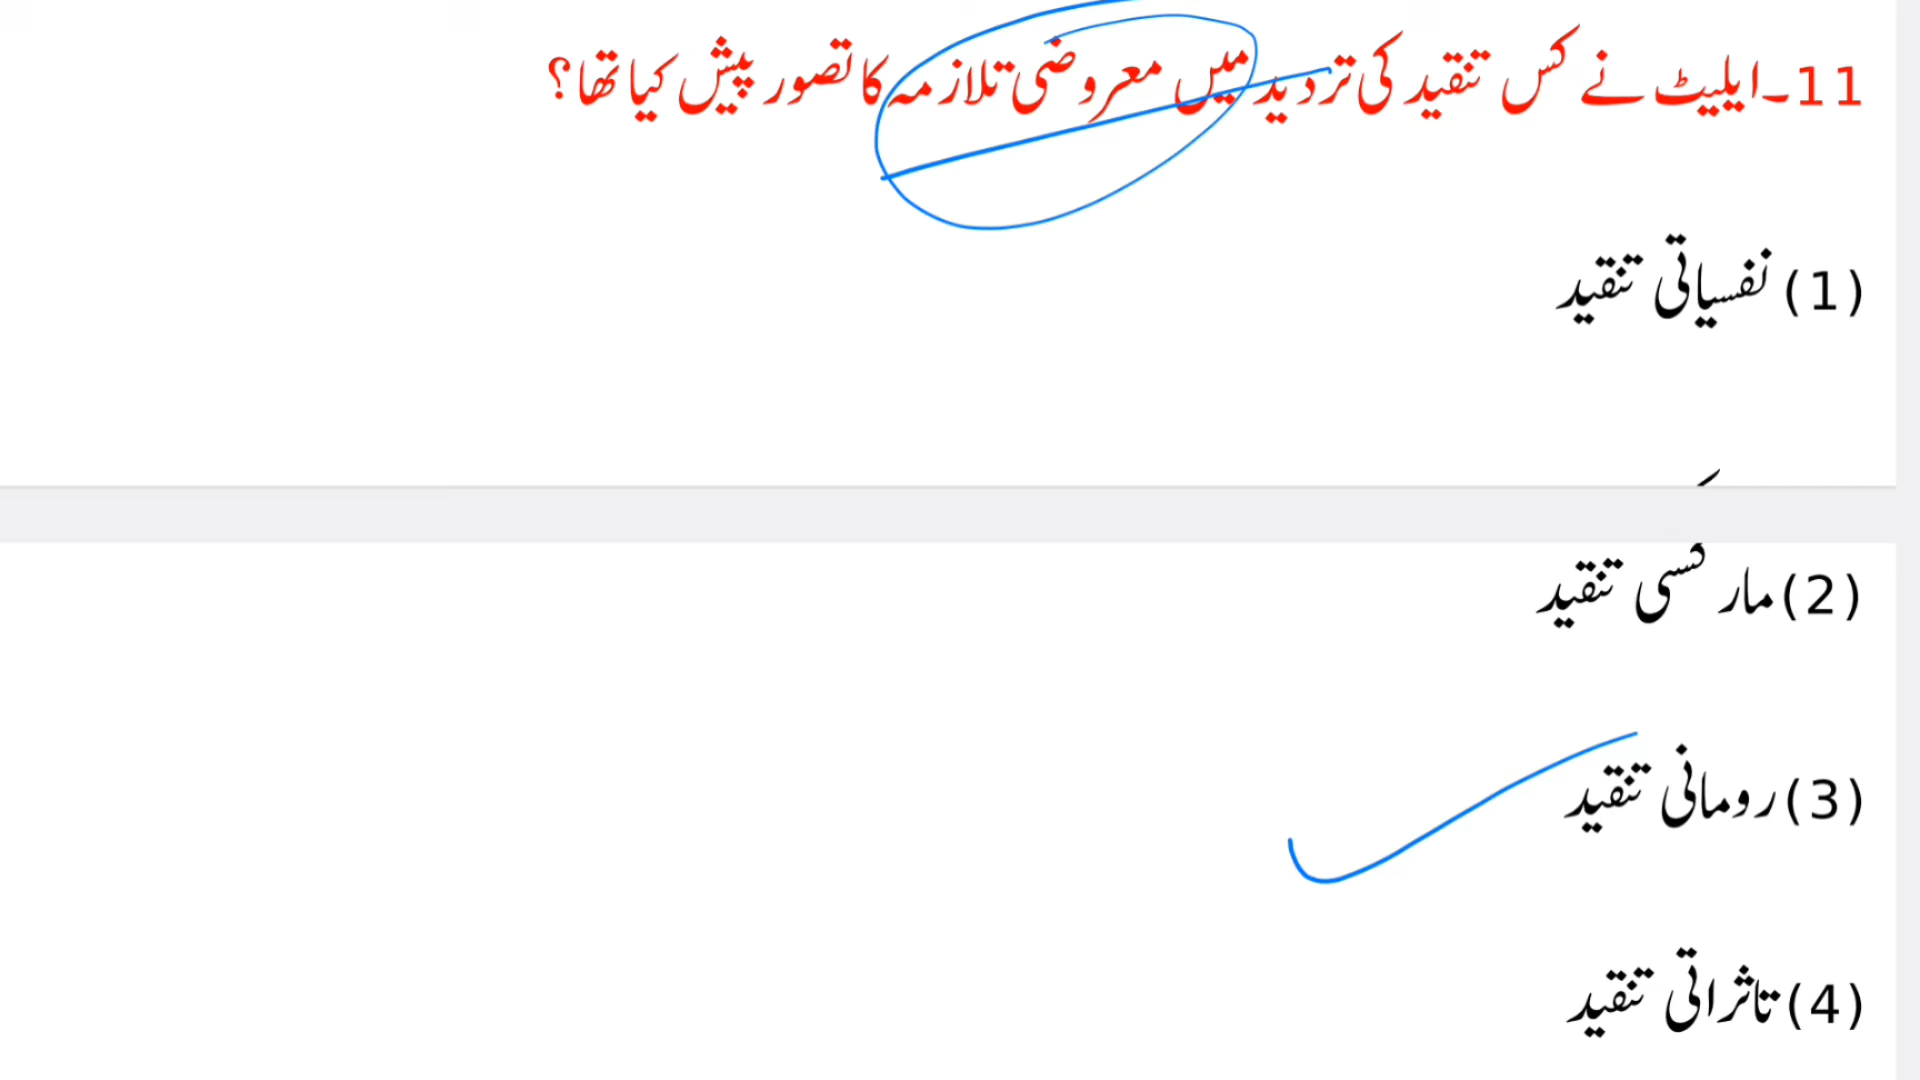 11۔ایلیٹ نے کس تنقید کی تردید میں معروضی تلازمہ کا تصور پیش کیا تھا؟
(1) نفسیاتی تنقید
(2) مارکسی تنقید
(3) رومانی تنقید
(4) تاثراتی تنقید